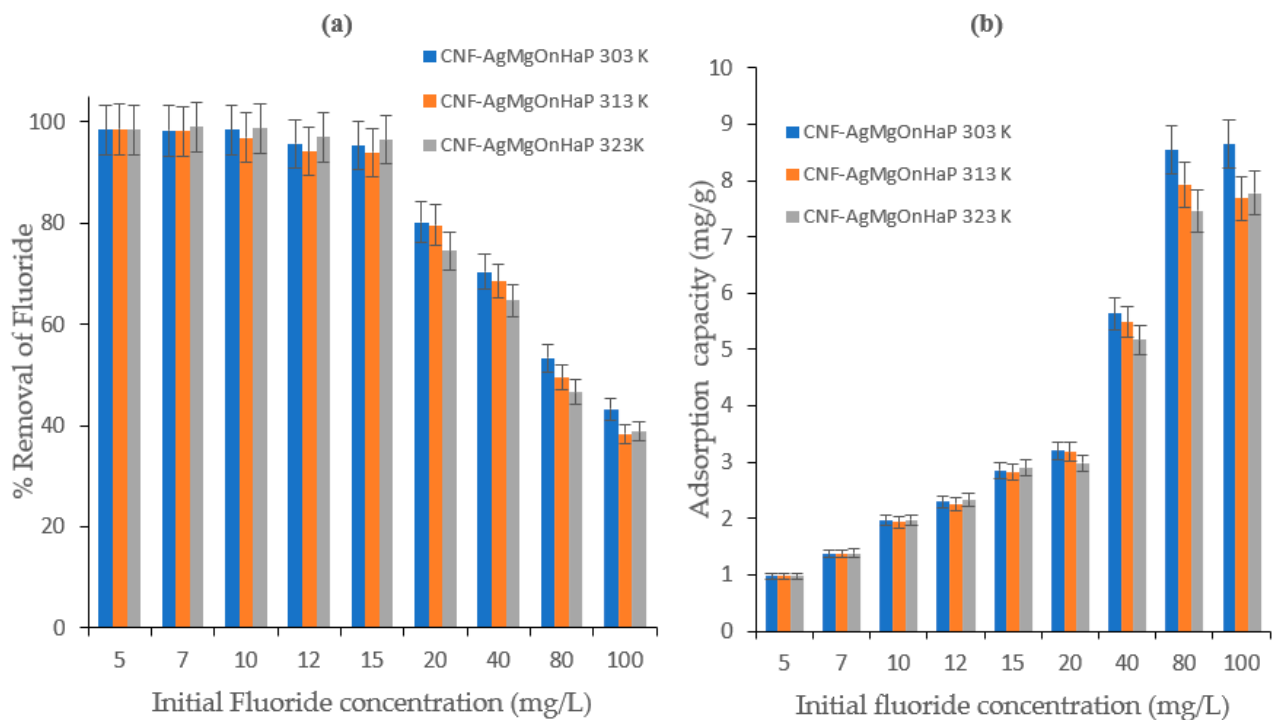 (a)
CNF-AgMgOnHaP 303 K
CNF-AgMgOnHaP 313 K
CNF-AgMgOnHaP 323K
% Removal of Fluoride
100
80
60
40
20
0
5 7 10 12 15 20 40 80 100
Initial Fluoride concentration (mg/L)
(b)
CNF-AgMgOnHaP 303 K
CNF-AgMgOnHaP 313 K
CNF-AgMgOnHaP 323 K
Adsorption capacity (mg/g)
10
9
8
7
6
5
4
3
2
1
0
5 7 10 12 15 20 40 80 100
Initial fluoride concentration (mg/L)